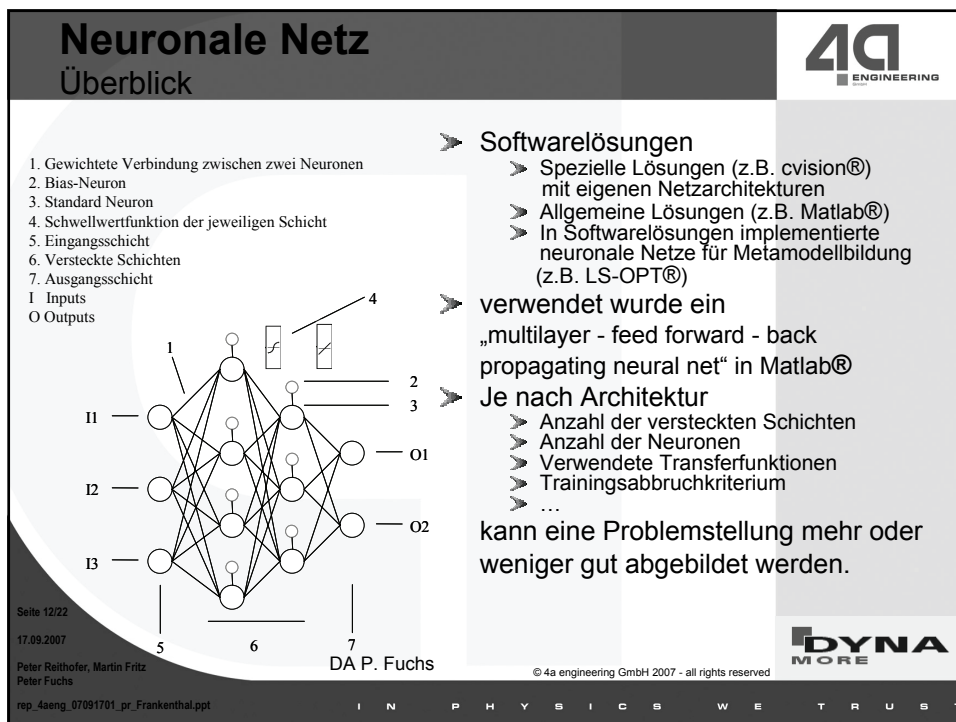 Neuronale Netz
Überblick
4a
ENGINEERING
1. Gewichtete Verbindung zwischen zwei Neuronen
2. Bias-Neuron
3. Standard Neuron
4. Schwellwertfunktion der jeweiligen Schicht
5. Eingangsschicht
6. Versteckte Schichten
7. Ausgangsschicht
I Inputs
O Outputs
4
1
2
3
I1
I2
I3
O1
O2
5
6
7
DA P. Fuchs
Softwarelösungen
Spezielle Lösungen (z.B. cvision®)
mit eigenen Netzarchitekturen
Allgemeine Lösungen (z.B. Matlab®)
In Softwarelösungen implementierte
neuronale Netze für Metamodellbildung
(z.B. LS-OPT®)
verwendet wurde ein
„multilayer - feed forward - back
propagating neural net“ in Matlab®
Je nach Architektur
Anzahl der versteckten Schichten
Anzahl der Neuronen
Verwendete Transferfunktionen
Trainingsabbruchkriterium
…
kann eine Problemstellung mehr oder
weniger gut abgebildet werden.
Seite 12/22
17.09.2007
Peter Reithofer, Martin Fritz
Peter Fuchs
rep_4aeng_07091701_pr_Frankenthal.ppt
© 4a engineering GmbH 2007 - all rights reserved
DYNA
MORE
IN PHYSICS WE TRUST